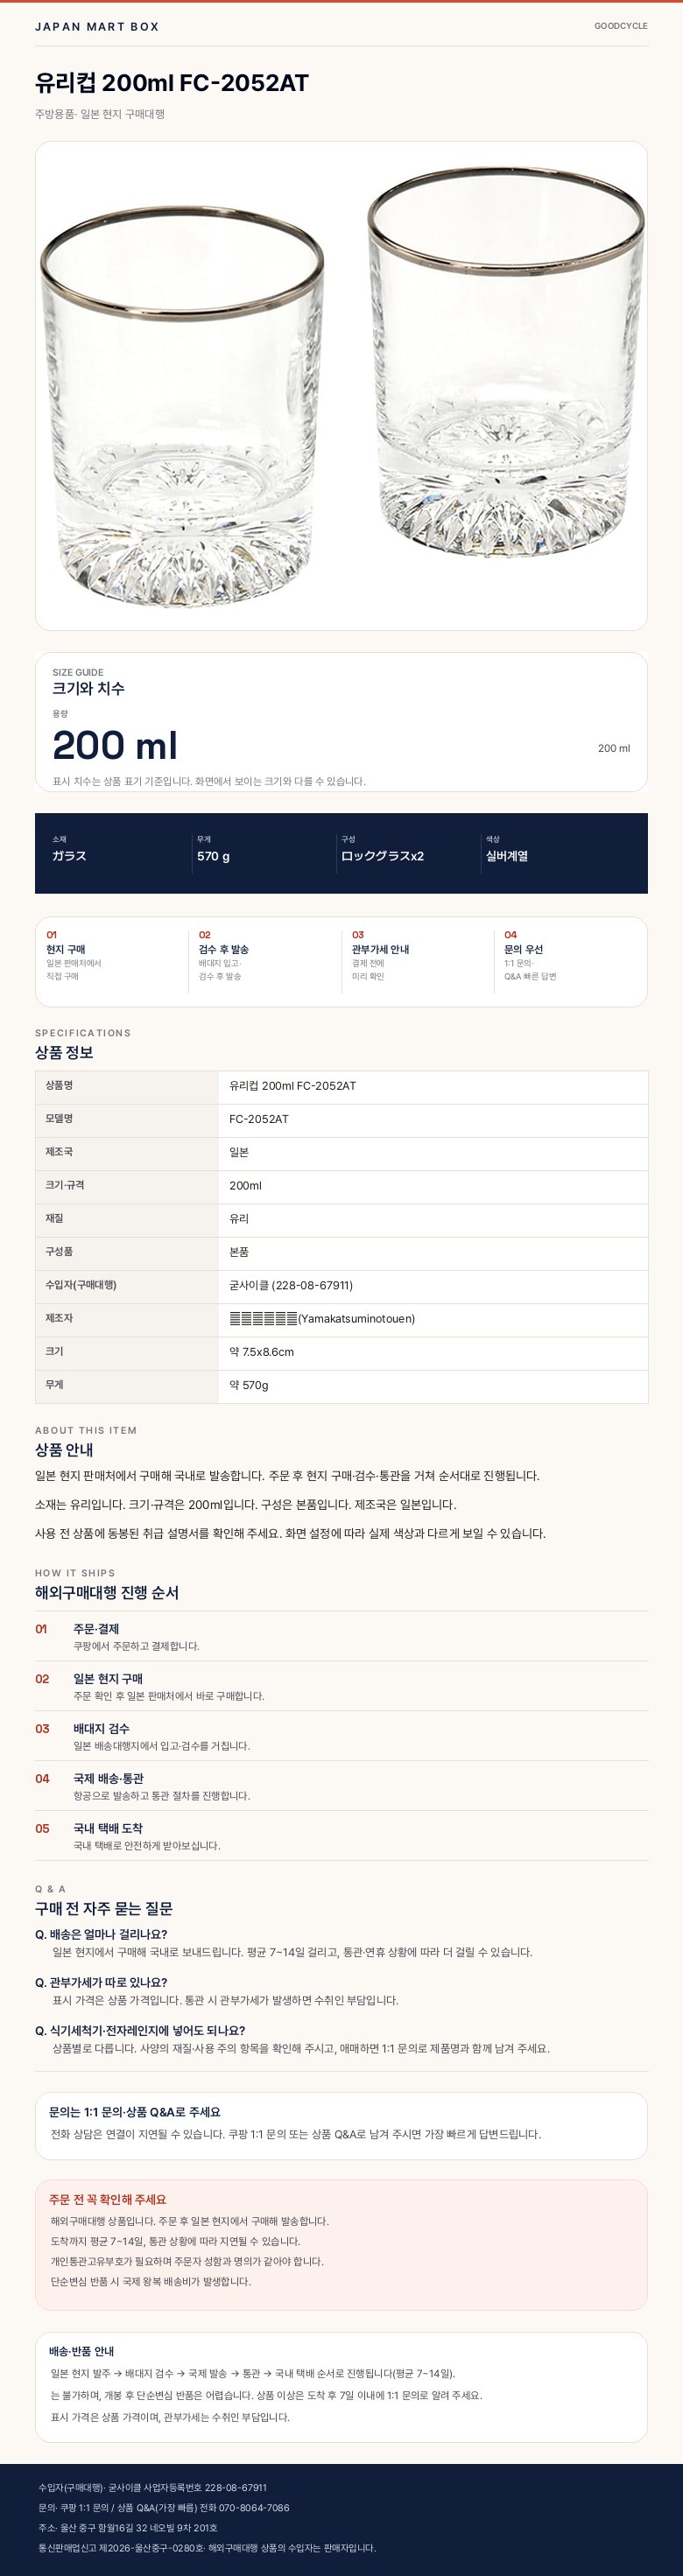 JAPAN MART BOX
GOODCYCLE
유리컵 200ml FC-2052AT
주방용품· 일본 현지 구매대행
SIZE GUIDE
크기와 치수
용량
200 ml
200 ml
표시 치수는 상품 표기 기준입니다. 화면에서 보이는 크기와 다를 수 있습니다.
소재
ガラス
무게
570 g
구성
ロックグラスx2
색상
실버계열
01
현지 구매
일본 판매처에서
직접 구매
02
검수 후 발송
배대지 입고·
검수 후 발송
03
관부가세 안내
결제 전에
미리 확인
04
문의 우선
1:1 문의·
Q&A 빠른 답변
SPECIFICATIONS
상품 정보
상품명 유리컵 200ml FC-2052AT
모델명 FC-2052AT
제조국 일본
크기·규격 200ml
재질 유리
구성품 본품
수입자(구매대행) 굳사이클 (228-08-67911)
제조자 (Yamakatsuminotouen)
크기 약 7.5x8.6cm
무게 약 570g
ABOUT THIS ITEM
상품 안내
일본 현지 판매처에서 구매해 국내로 발송합니다. 주문 후 현지 구매·검수·통관을 거쳐 순서대로 진행됩니다.
소재는 유리입니다. 크기·규격은 200ml입니다. 구성은 본품입니다. 제조국은 일본입니다.
사용 전 상품에 동봉된 취급 설명서를 확인해 주세요. 화면 설정에 따라 실제 색상과 다르게 보일 수 있습니다.
HOW IT SHIPS
해외구매대행 진행 순서
01 주문·결제
쿠팡에서 주문하고 결제합니다.
02 일본 현지 구매
주문 확인 후 일본 판매처에서 바로 구매합니다.
03 배대지 검수
일본 배송대행지에서 입고·검수를 거칩니다.
04 국제 배송·통관
항공으로 발송하고 통관 절차를 진행합니다.
05 국내 택배 도착
국내 택배로 안전하게 받아보십니다.
Q & A
구매 전 자주 묻는 질문
Q. 배송은 얼마나 걸리나요?
일본 현지에서 구매해 국내로 보내드립니다. 평균 7~14일 걸리고, 통관·연휴 상황에 따라 더 걸릴 수 있습니다.
Q. 관부가세가 따로 있나요?
표시 가격은 상품 가격입니다. 통관 시 관부가세가 발생하면 수취인 부담입니다.
Q. 식기세척기·전자레인지에 넣어도 되나요?
상품별로 다릅니다. 사양의 재질·사용 주의 항목을 확인해 주시고, 애매하면 1:1 문의로 제품명과 함께 남겨 주세요.
문의는 1:1 문의·상품 Q&A로 주세요
전화 상담은 연결이 지연될 수 있습니다. 쿠팡 1:1 문의 또는 상품 Q&A로 남겨 주시면 가장 빠르게 답변드립니다.
주문 전 꼭 확인해 주세요
해외구매대행 상품입니다. 주문 후 일본 현지에서 구매해 발송합니다.
도착까지 평균 7~14일, 통관 상황에 따라 지연될 수 있습니다.
개인통관고유부호가 필요하며 주문자 성함과 명의가 같아야 합니다.
단순변심 반품 시 국제 왕복 배송비가 발생합니다.
배송·반품 안내
일본 현지 발주 → 배대지 검수 → 국제 발송 → 통관 → 국내 택배 순서로 진행됩니다(평균 7~14일).
는 불가하며, 개봉 후 단순변심 반품은 어렵습니다. 상품 이상은 도착 후 7일 이내에 1:1 문의로 알려 주세요.
표시 가격은 상품 가격이며, 관부가세는 수취인 부담입니다.
수입자(구매대행)· 굳사이클 사업자등록번호 228-08-67911
문의· 쿠팡 1:1 문의 / 상품 Q&A(가장 빠름) 전화 070-8064-7086
주소· 울산 중구 함월16길 32 네오빌 9차 201호
통신판매업신고 제2026-울산중구-0280호· 해외구매대행 상품의 수입자는 판매자입니다.